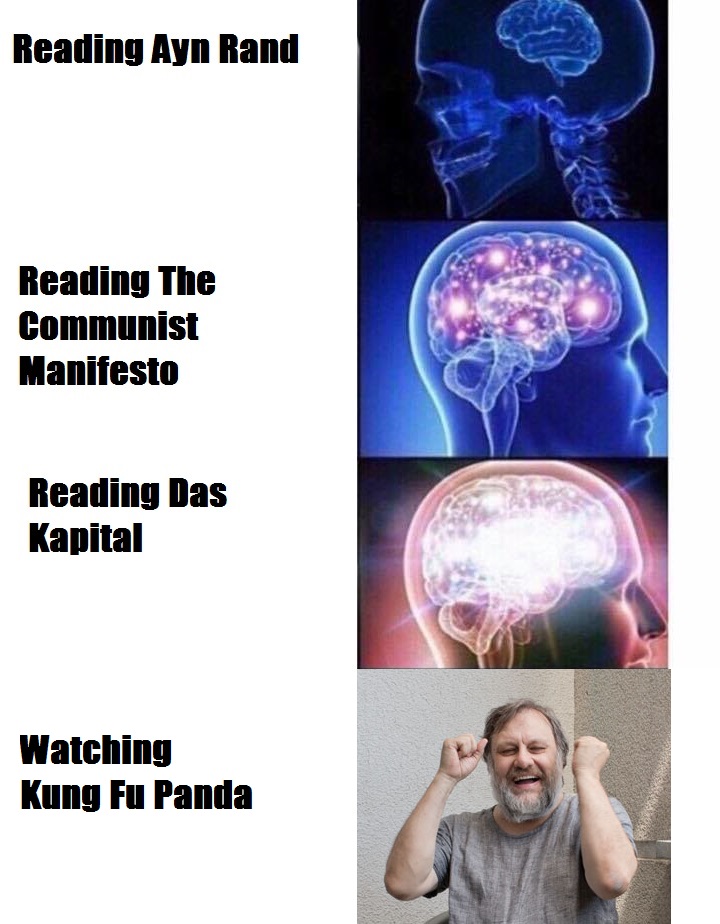 Reading Ayn Rand
Reading The
Communist
Manifesto
Reading Das
Kapital
Watching
Kung Fu Panda